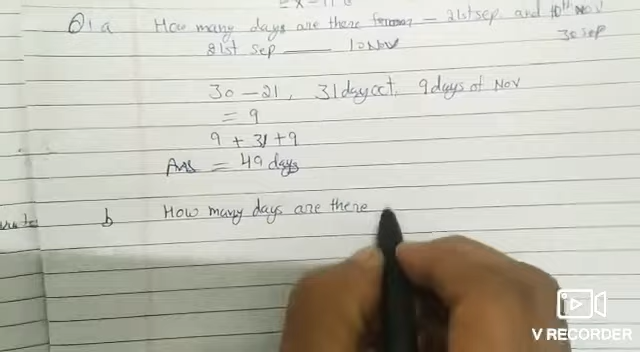 Q1 a How many days are there - 21st sep and 10th Nov
21st sep — 10 Nov 30 sep
30 - 21, 31 day oct, 9 days of Nov
= 9
9 + 31 + 9
Ans = 49 days
b How many days are there
V RECORDER